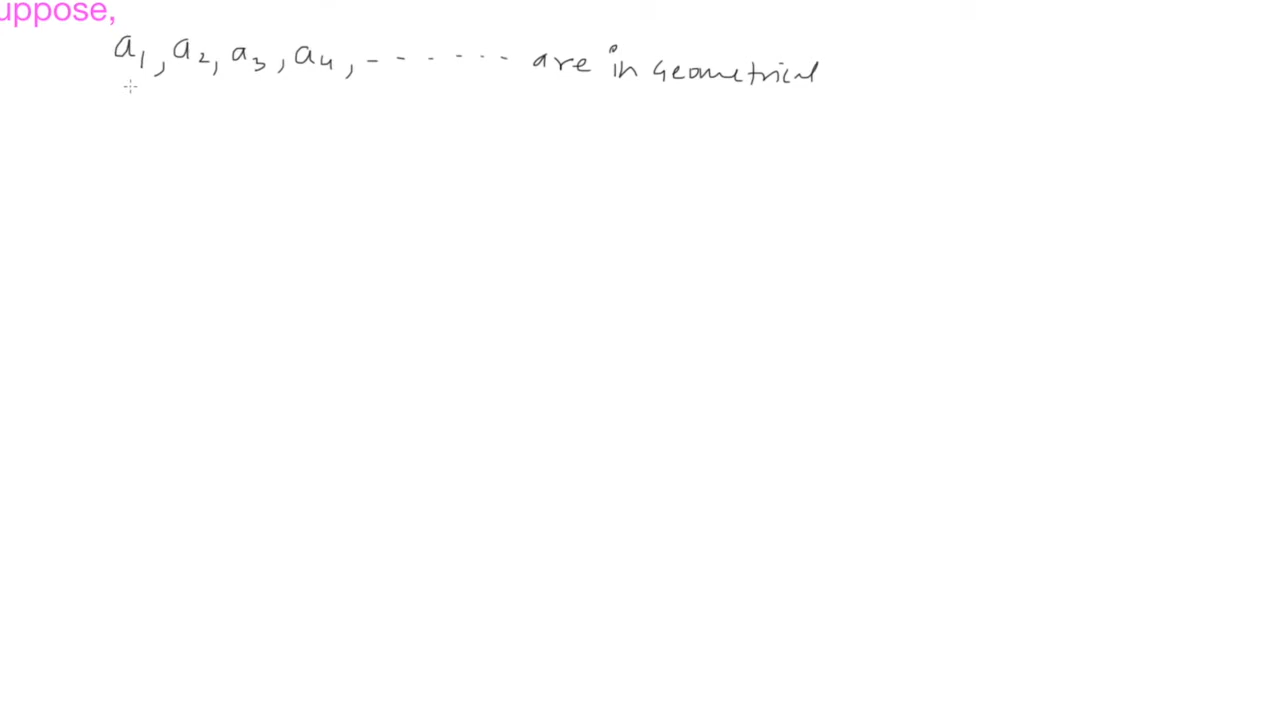 uppose,
a₁, a₂, a₃, a₄, - - - - - - are in Geometrical